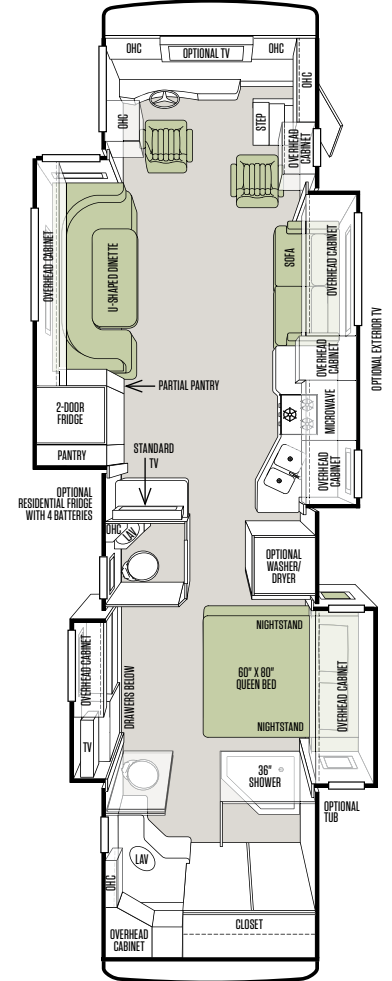 OHC
OPTIONAL TV
OHC
OHC
OHC
STEP
OVERHEAD
CABINET
OVERHEAD CABINET
U-SHAPED DINETTE
SOFA
OVERHEAD CABINET
OPTIONAL EXTERIOR TV
PARTIAL PANTRY
OVERHEAD
CABINET
MICROWAVE
2-DOOR
FRIDGE
PANTRY
STANDARD
TV
OVERHEAD
CABINET
OPTIONAL
RESIDENTIAL FRIDGE
WITH 4 BATTERIES
OHC
LAV
OPTIONAL
WASHER/
DRYER
NIGHTSTAND
60" X 80"
QUEEN BED
NIGHTSTAND
OVERHEAD CABINET
OVERHEAD CABINET
DRAWERS BELOW
TV
36"
SHOWER
OPTIONAL
TUB
LAV
OHC
OVERHEAD
CABINET
CLOSET